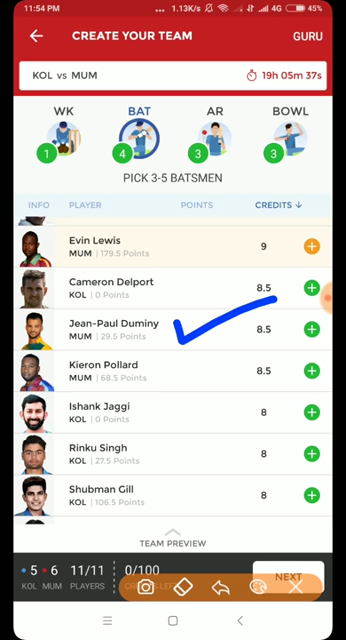 11:54 PM ... 1.13K/s 4G 45%
CREATE YOUR TEAM GURU
KOL vs MUM 19h 05m 37s
WK BAT AR BOWL
1 4 3 3
PICK 3-5 BATSMEN
INFO PLAYER POINTS CREDITS ↓
Evin Lewis
MUM | 179.5 Points 9
Cameron Delport
KOL | 0 Points 8.5
Jean-Paul Duminy
MUM | 29.5 Points 8.5
Kieron Pollard
MUM | 68.5 Points 8.5
Ishank Jaggi
KOL | 0 Points 8
Rinku Singh
KOL | 27.5 Points 8
Shubman Gill
KOL | 106.5 Points 8
TEAM PREVIEW
5 6 11/11 0/100 NEXT
KOL MUM PLAYERS CREDITS LEFT